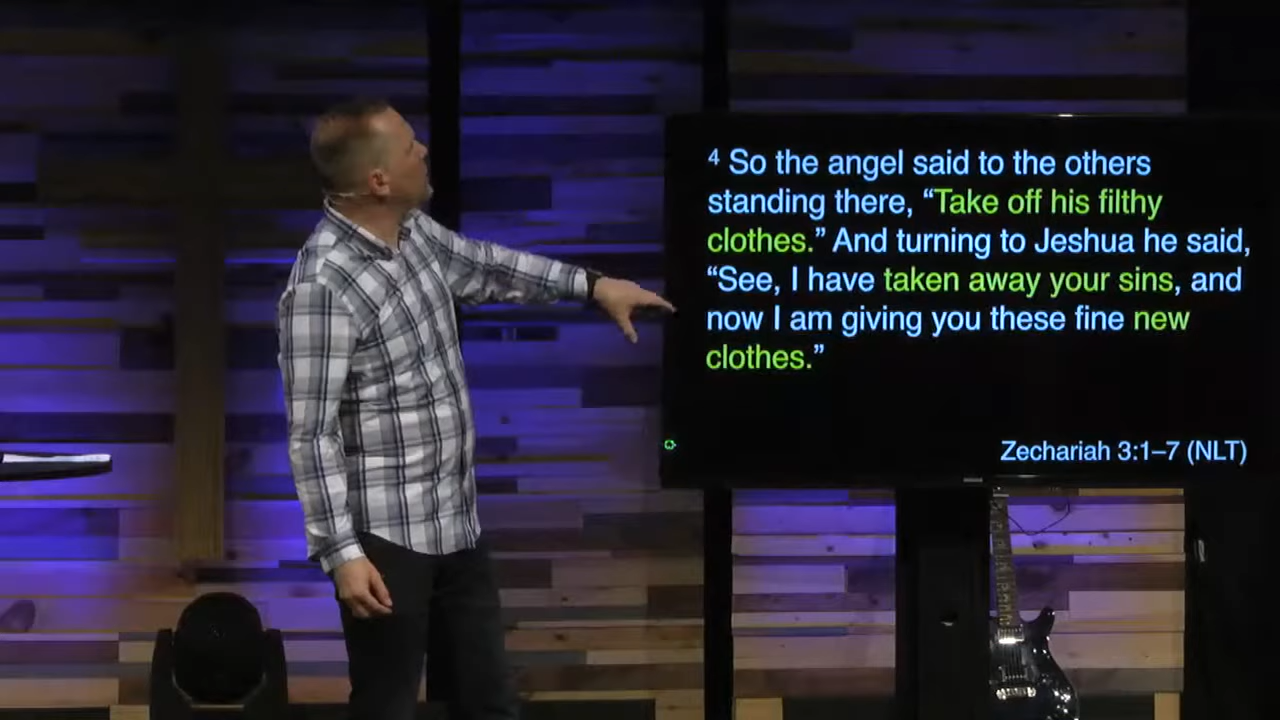 ⁴ So the angel said to the others
standing there, “Take off his filthy
clothes.” And turning to Jeshua he said,
“See, I have taken away your sins, and
now I am giving you these fine new
clothes.”
Zechariah 3:1–7 (NLT)